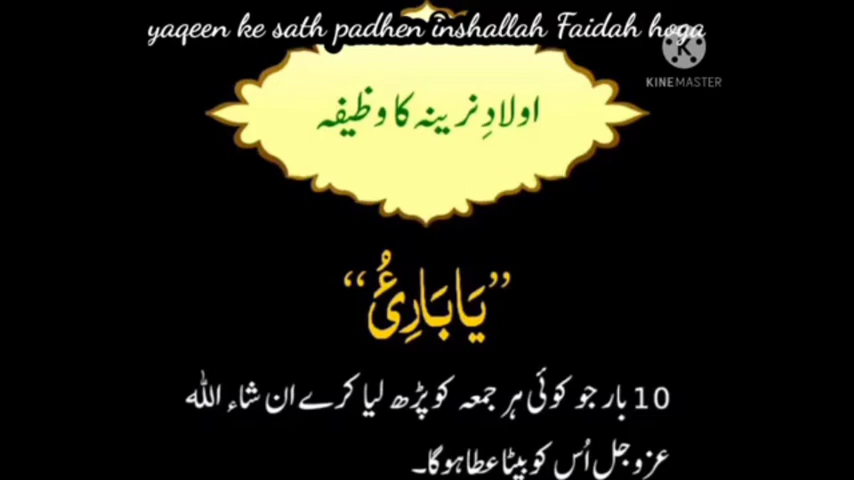 yaqeen ke sath padhen inshallah Faidah hoga
KINEMASTER
اولادِ نرینہ کا وظیفہ
”یَا بَارِئُ“
10 بار جو کوئی ہر جمعہ کو پڑھ لیا کرے ان شاء اللہ
عزوجل اُس کو بیٹا عطا ہوگا۔